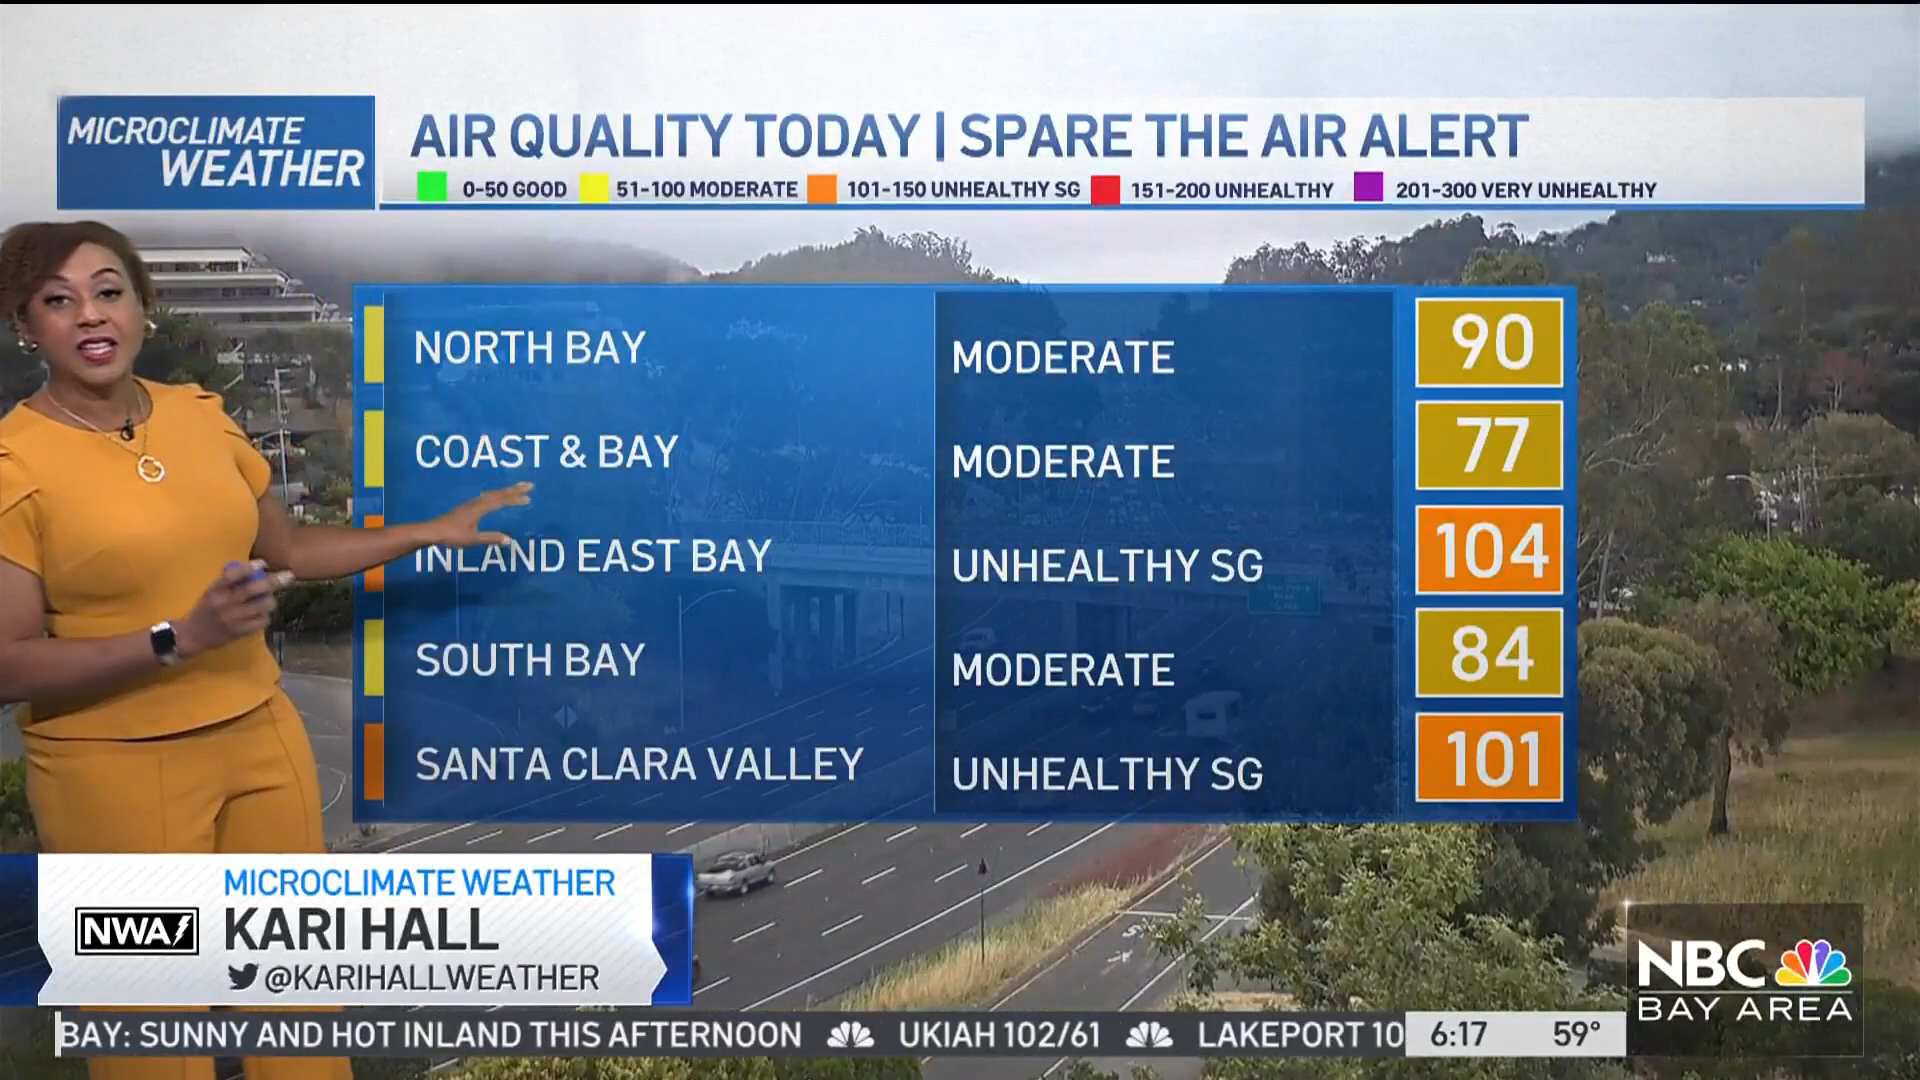 MICROCLIMATE
WEATHER
AIR QUALITY TODAY | SPARE THE AIR ALERT
0-50 GOOD 51-100 MODERATE 101-150 UNHEALTHY SG 151-200 UNHEALTHY 201-300 VERY UNHEALTHY
NORTH BAY MODERATE 90
COAST & BAY MODERATE 77
INLAND EAST BAY UNHEALTHY SG 104
SOUTH BAY MODERATE 84
SANTA CLARA VALLEY UNHEALTHY SG 101
MICROCLIMATE WEATHER
NWA KARI HALL
@KARIHALLWEATHER
NBC
BAY AREA
BAY: SUNNY AND HOT INLAND THIS AFTERNOON UKIAH 102/61 LAKEPORT 10
6:17 59°